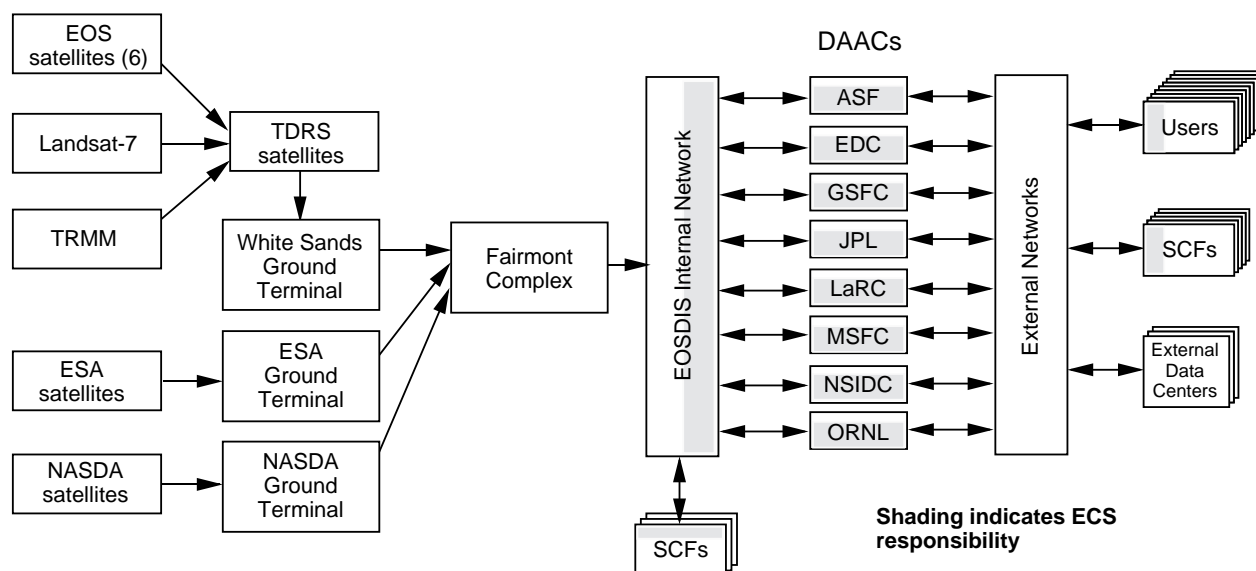 EOS
satellites (6)
Landsat-7
TRMM
TDRS
satellites
White Sands
Ground
Terminal
ESA
satellites
ESA
Ground
Terminal
NASDA
satellites
NASDA
Ground
Terminal
Fairmont
Complex
EOSDIS Internal Network
SCFs
DAACs
ASF
EDC
GSFC
JPL
LaRC
MSFC
NSIDC
ORNL
External Networks
Users
SCFs
External
Data
Centers
Shading indicates ECS
responsibility